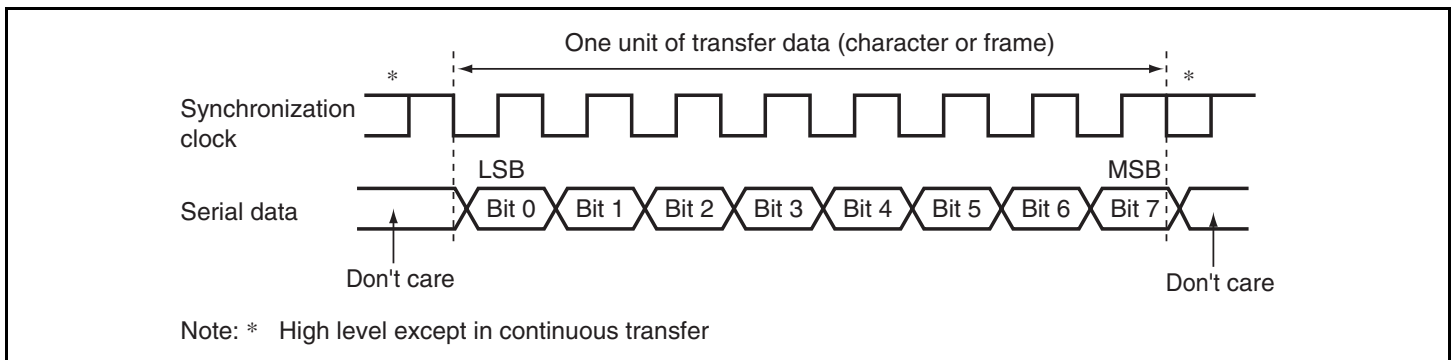 One unit of transfer data (character or frame)
*
*
Synchronization
clock
LSB
MSB
Serial data
Bit 0
Bit 1
Bit 2
Bit 3
Bit 4
Bit 5
Bit 6
Bit 7
Don't care
Don't care
Note: * High level except in continuous transfer